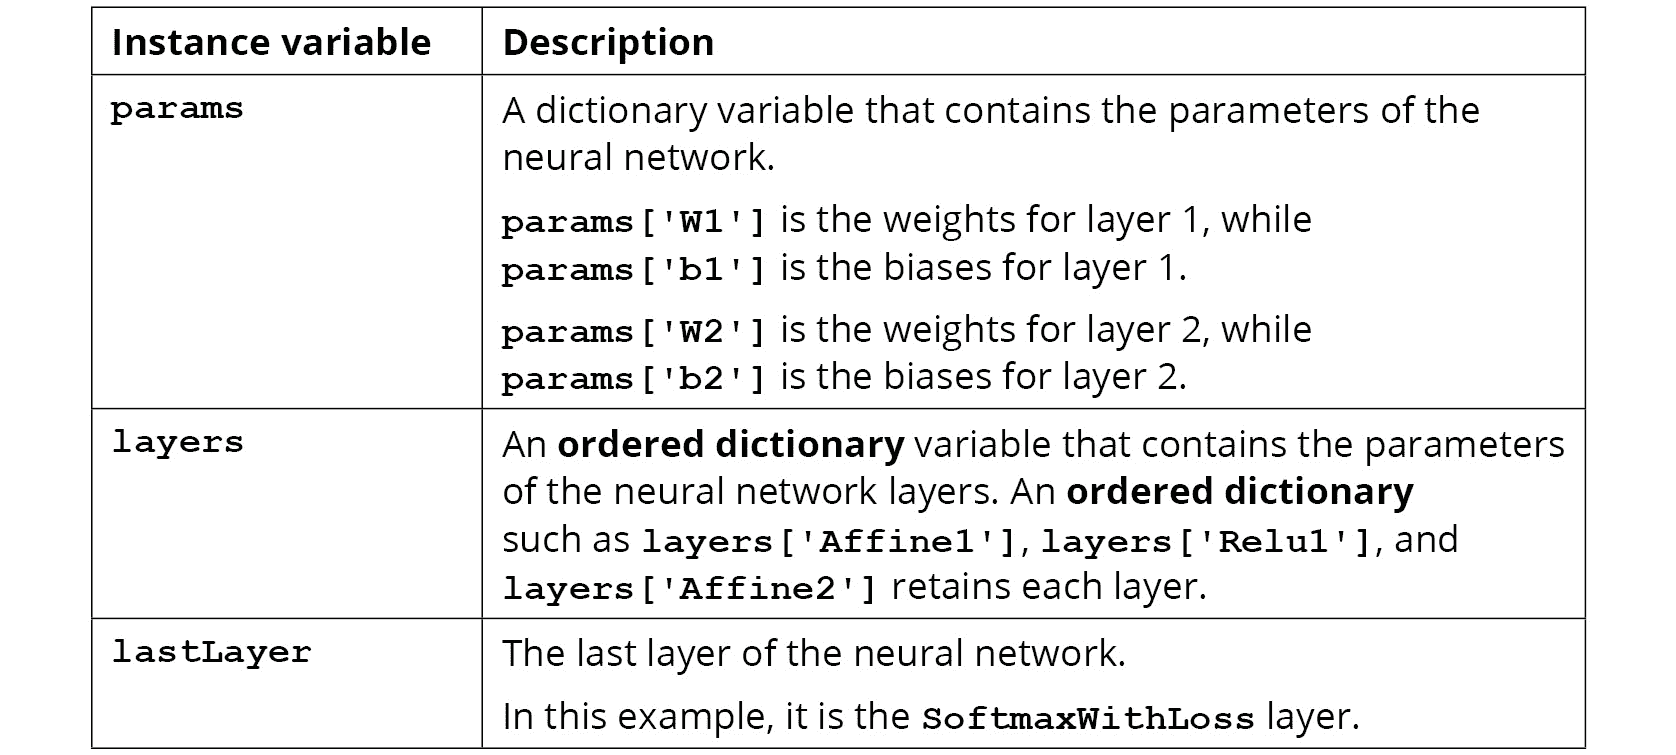 Instance variable Description
params A dictionary variable that contains the parameters of the
neural network.
params['W1'] is the weights for layer 1, while
params['b1'] is the biases for layer 1.
params['W2'] is the weights for layer 2, while
params['b2'] is the biases for layer 2.
layers An ordered dictionary variable that contains the parameters
of the neural network layers. An ordered dictionary
such as layers['Affine1'], layers['Relu1'], and
layers['Affine2'] retains each layer.
lastLayer The last layer of the neural network.
In this example, it is the SoftmaxWithLoss layer.